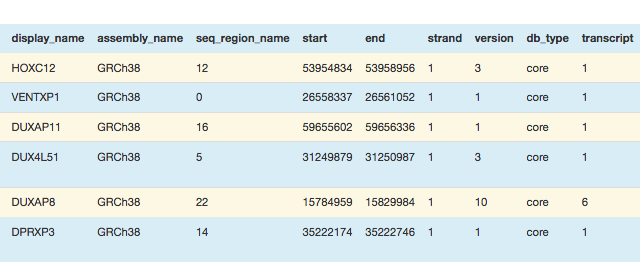 display_name assembly_name seq_region_name start end strand version db_type transcript
HOXC12 GRCh38 12 53954834 53958956 1 3 core 1
VENTXP1 GRCh38 0 26558337 26561052 1 1 core 1
DUXAP11 GRCh38 16 59655602 59656336 1 1 core 1
DUX4L51 GRCh38 5 31249879 31250987 1 3 core 1
DUXAP8 GRCh38 22 15784959 15829984 1 10 core 6
DPRXP3 GRCh38 14 35222174 35222746 1 1 core 1